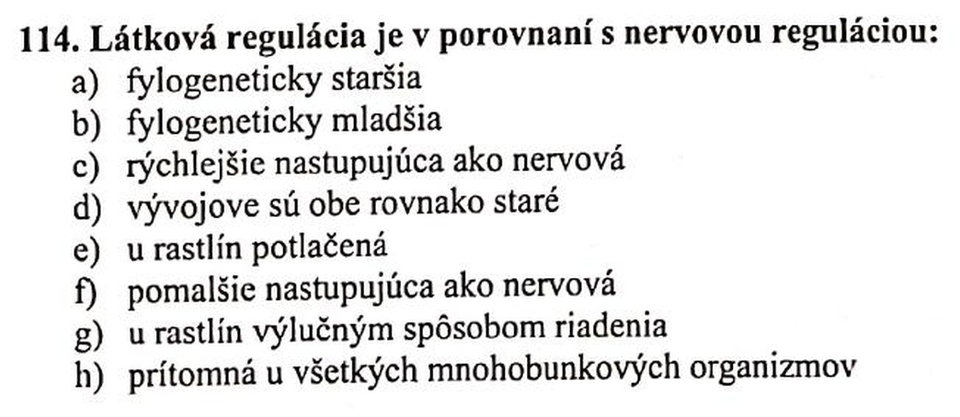 114. Látková regulácia je v porovnaní s nervovou reguláciou:
a) fylogeneticky staršia
b) fylogeneticky mladšia
c) rýchlejšie nastupujúca ako nervová
d) vývojove sú obe rovnako staré
e) u rastlín potlačená
f) pomalšie nastupujúca ako nervová
g) u rastlín výlučným spôsobom riadenia
h) prítomná u všetkých mnohobunkových organizmov